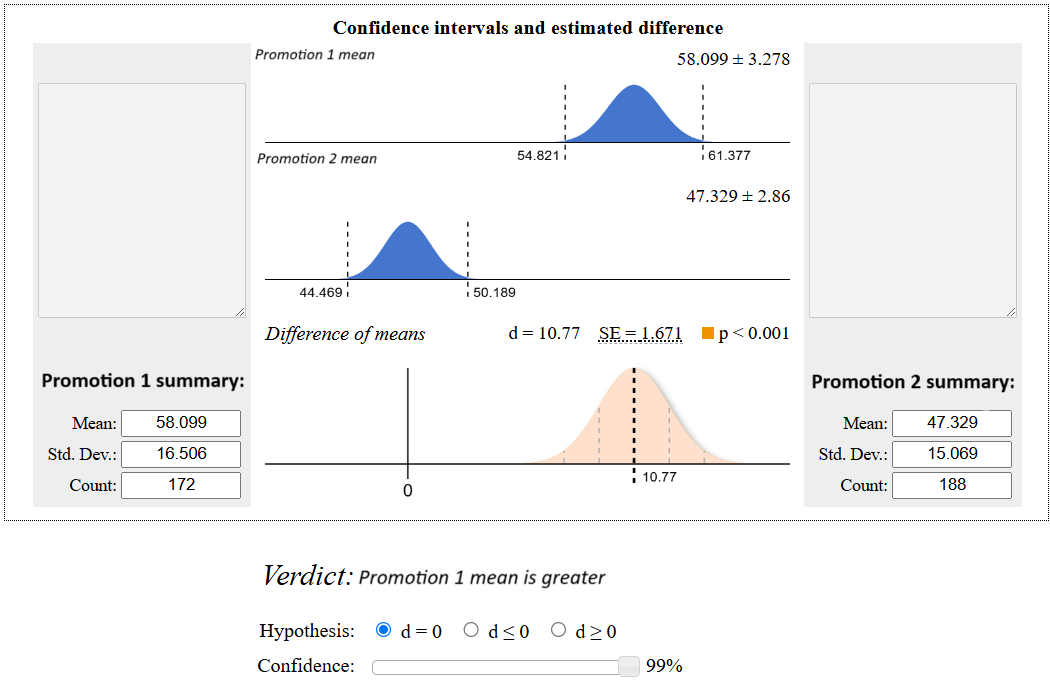 Confidence intervals and estimated difference
Promotion 1 mean
58.099 ± 3.278
54.821
61.377
Promotion 2 mean
47.329 ± 2.86
44.469
50.189
Difference of means d = 10.77 SE = 1.671 p < 0.001
0
10.77
Promotion 1 summary:
Mean: 58.099
Std. Dev.: 16.506
Count: 172
Promotion 2 summary:
Mean: 47.329
Std. Dev.: 15.069
Count: 188
Verdict: Promotion 1 mean is greater
Hypothesis: d = 0 d ≤ 0 d ≥ 0
Confidence: 99%